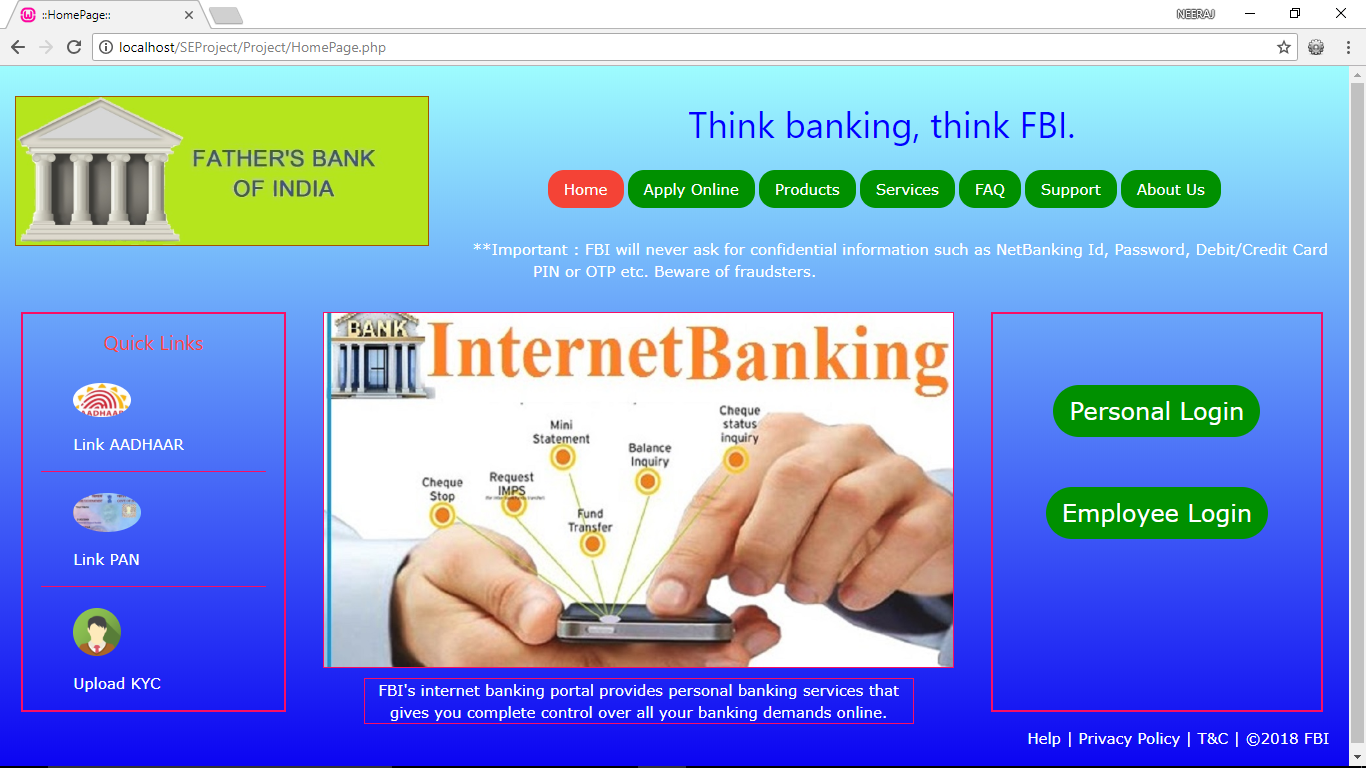 ::HomePage::
NEERAJ
localhost/SEProject/Project/HomePage.php
FATHER'S BANK
OF INDIA
Think banking, think FBI.
Home
Apply Online
Products
Services
FAQ
Support
About Us
**Important : FBI will never ask for confidential information such as NetBanking Id, Password, Debit/Credit Card
PIN or OTP etc. Beware of fraudsters.
Quick Links
AADHAAR
Link AADHAAR
Link PAN
Upload KYC
BANK
InternetBanking
Cheque
Stop
Request
IMPS
Mini
Statement
Fund
Transfer
Balance
Inquiry
Cheque
status
inquiry
FBI's internet banking portal provides personal banking services that
gives you complete control over all your banking demands online.
Personal Login
Employee Login
Help | Privacy Policy | T&C | ©2018 FBI